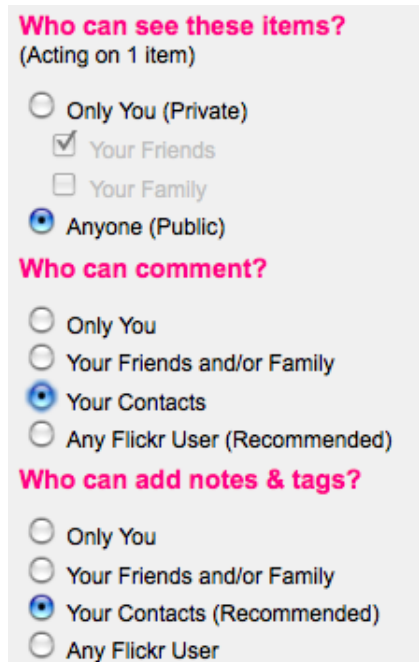 Who can see these items?
(Acting on 1 item)
Only You (Private)
Your Friends
Your Family
Anyone (Public)
Who can comment?
Only You
Your Friends and/or Family
Your Contacts
Any Flickr User (Recommended)
Who can add notes & tags?
Only You
Your Friends and/or Family
Your Contacts (Recommended)
Any Flickr User